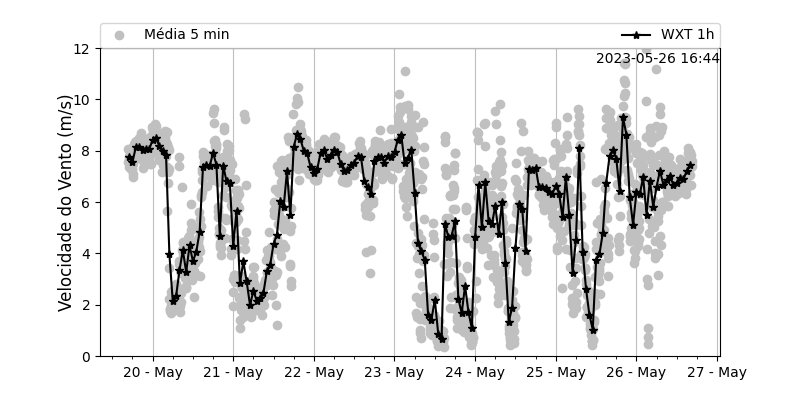 Média 5 min
WXT 1h
2023-05-26 16:44
Velocidade do Vento (m/s)
12
10
8
6
4
2
0
20 - May
21 - May
22 - May
23 - May
24 - May
25 - May
26 - May
27 - May